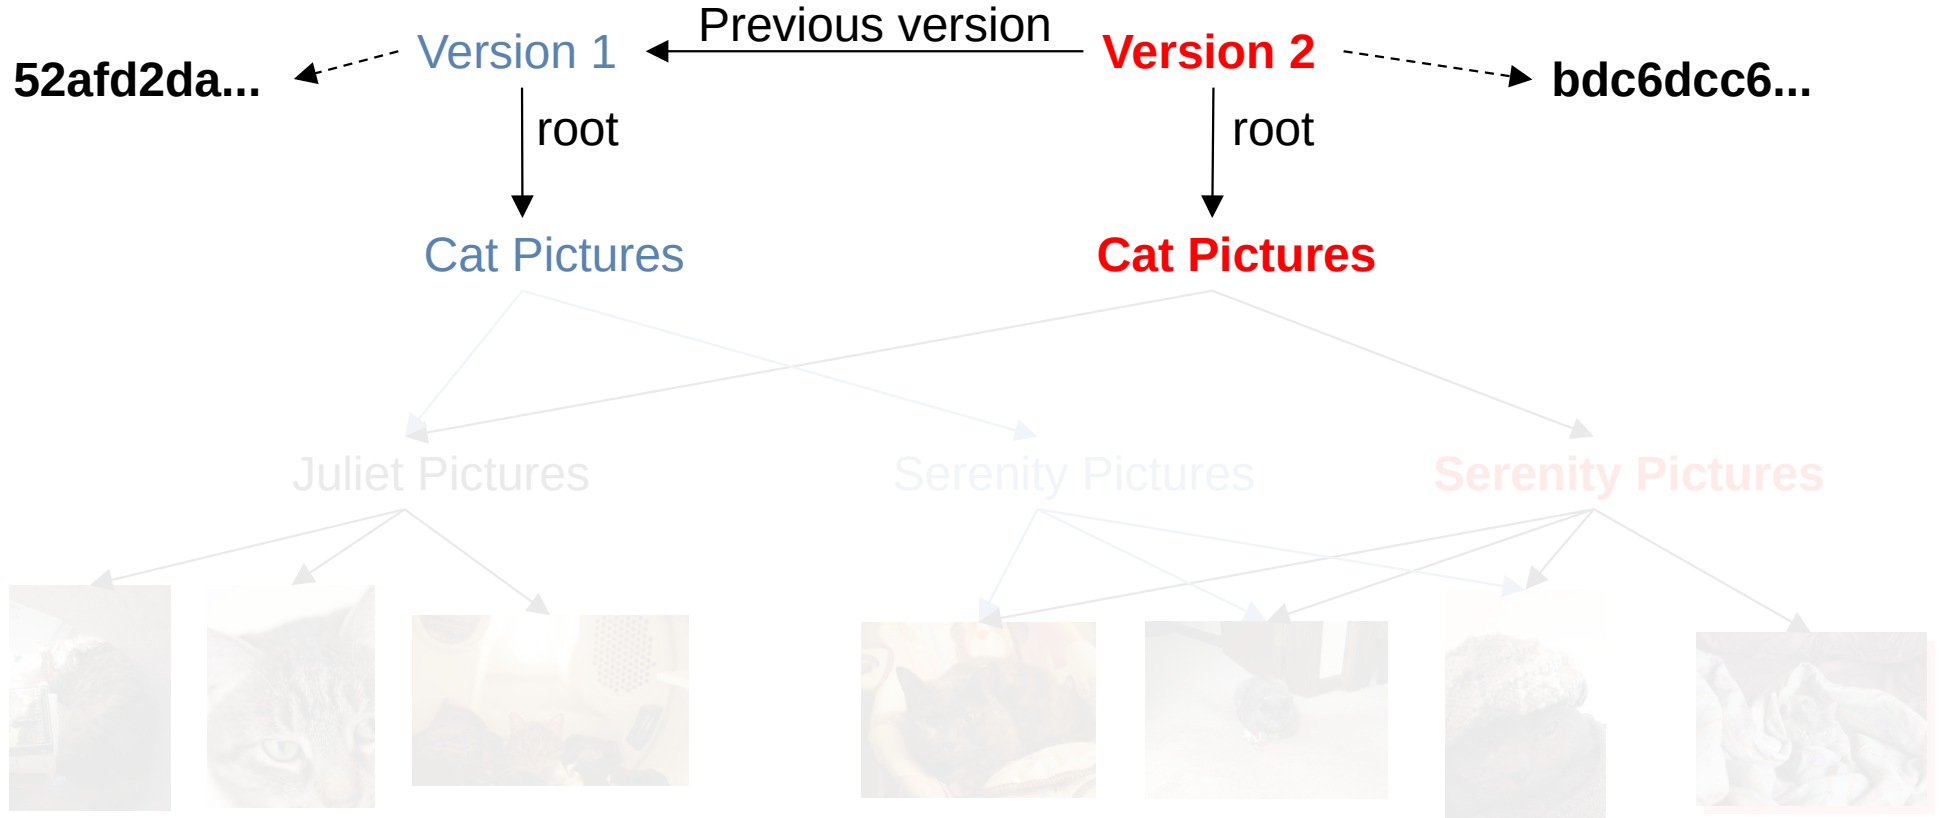 Previous version
Version 1
Version 2
52afd2da...
bdc6dcc6...
root
root
Cat Pictures
Cat Pictures
Juliet Pictures
Serenity Pictures
Serenity Pictures